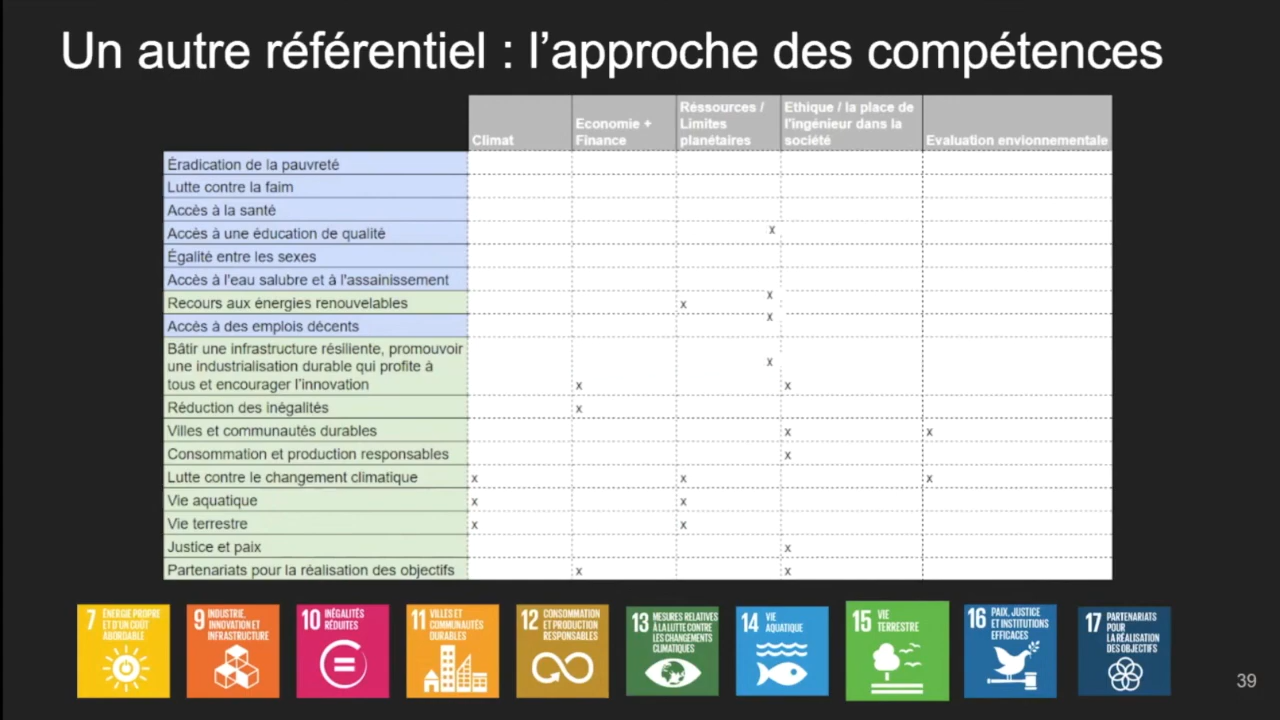 Un autre référentiel : l'approche des compétences
Climat
Economie +
Finance
Réssources /
Limites
planétaires
Ethique / la place de
l'ingénieur dans la
société
Evaluation envionnementale
Éradication de la pauvreté
Lutte contre la faim
Accès à la santé
Accès à une éducation de qualité x
Égalité entre les sexes
Accès à l'eau salubre et à l'assainissement
Recours aux énergies renouvelables x x
Accès à des emplois décents x
Bâtir une infrastructure résiliente, promouvoir
une industrialisation durable qui profite à x
tous et encourager l'innovation x x
Réduction des inégalités x
Villes et communautés durables x x
Consommation et production responsables x
Lutte contre le changement climatique x x x
Vie aquatique x x
Vie terrestre x x
Justice et paix x
Partenariats pour la réalisation des objectifs x x
7 ÉNERGIE PROPRE
ET D'UN COÛT
ABORDABLE
9 INDUSTRIE,
INNOVATION ET
INFRASTRUCTURE
10 INÉGALITÉS
RÉDUITES
11 VILLES ET
COMMUNAUTÉS
DURABLES
12 CONSOMMATION
ET PRODUCTION
RESPONSABLES
13 MESURES RELATIVES
À LA LUTTE CONTRE
LES CHANGEMENTS
CLIMATIQUES
14 VIE
AQUATIQUE
15 VIE
TERRESTRE
16 PAIX, JUSTICE
ET INSTITUTIONS
EFFICACES
17 PARTENARIATS
POUR
LA RÉALISATION
DES OBJECTIFS
39